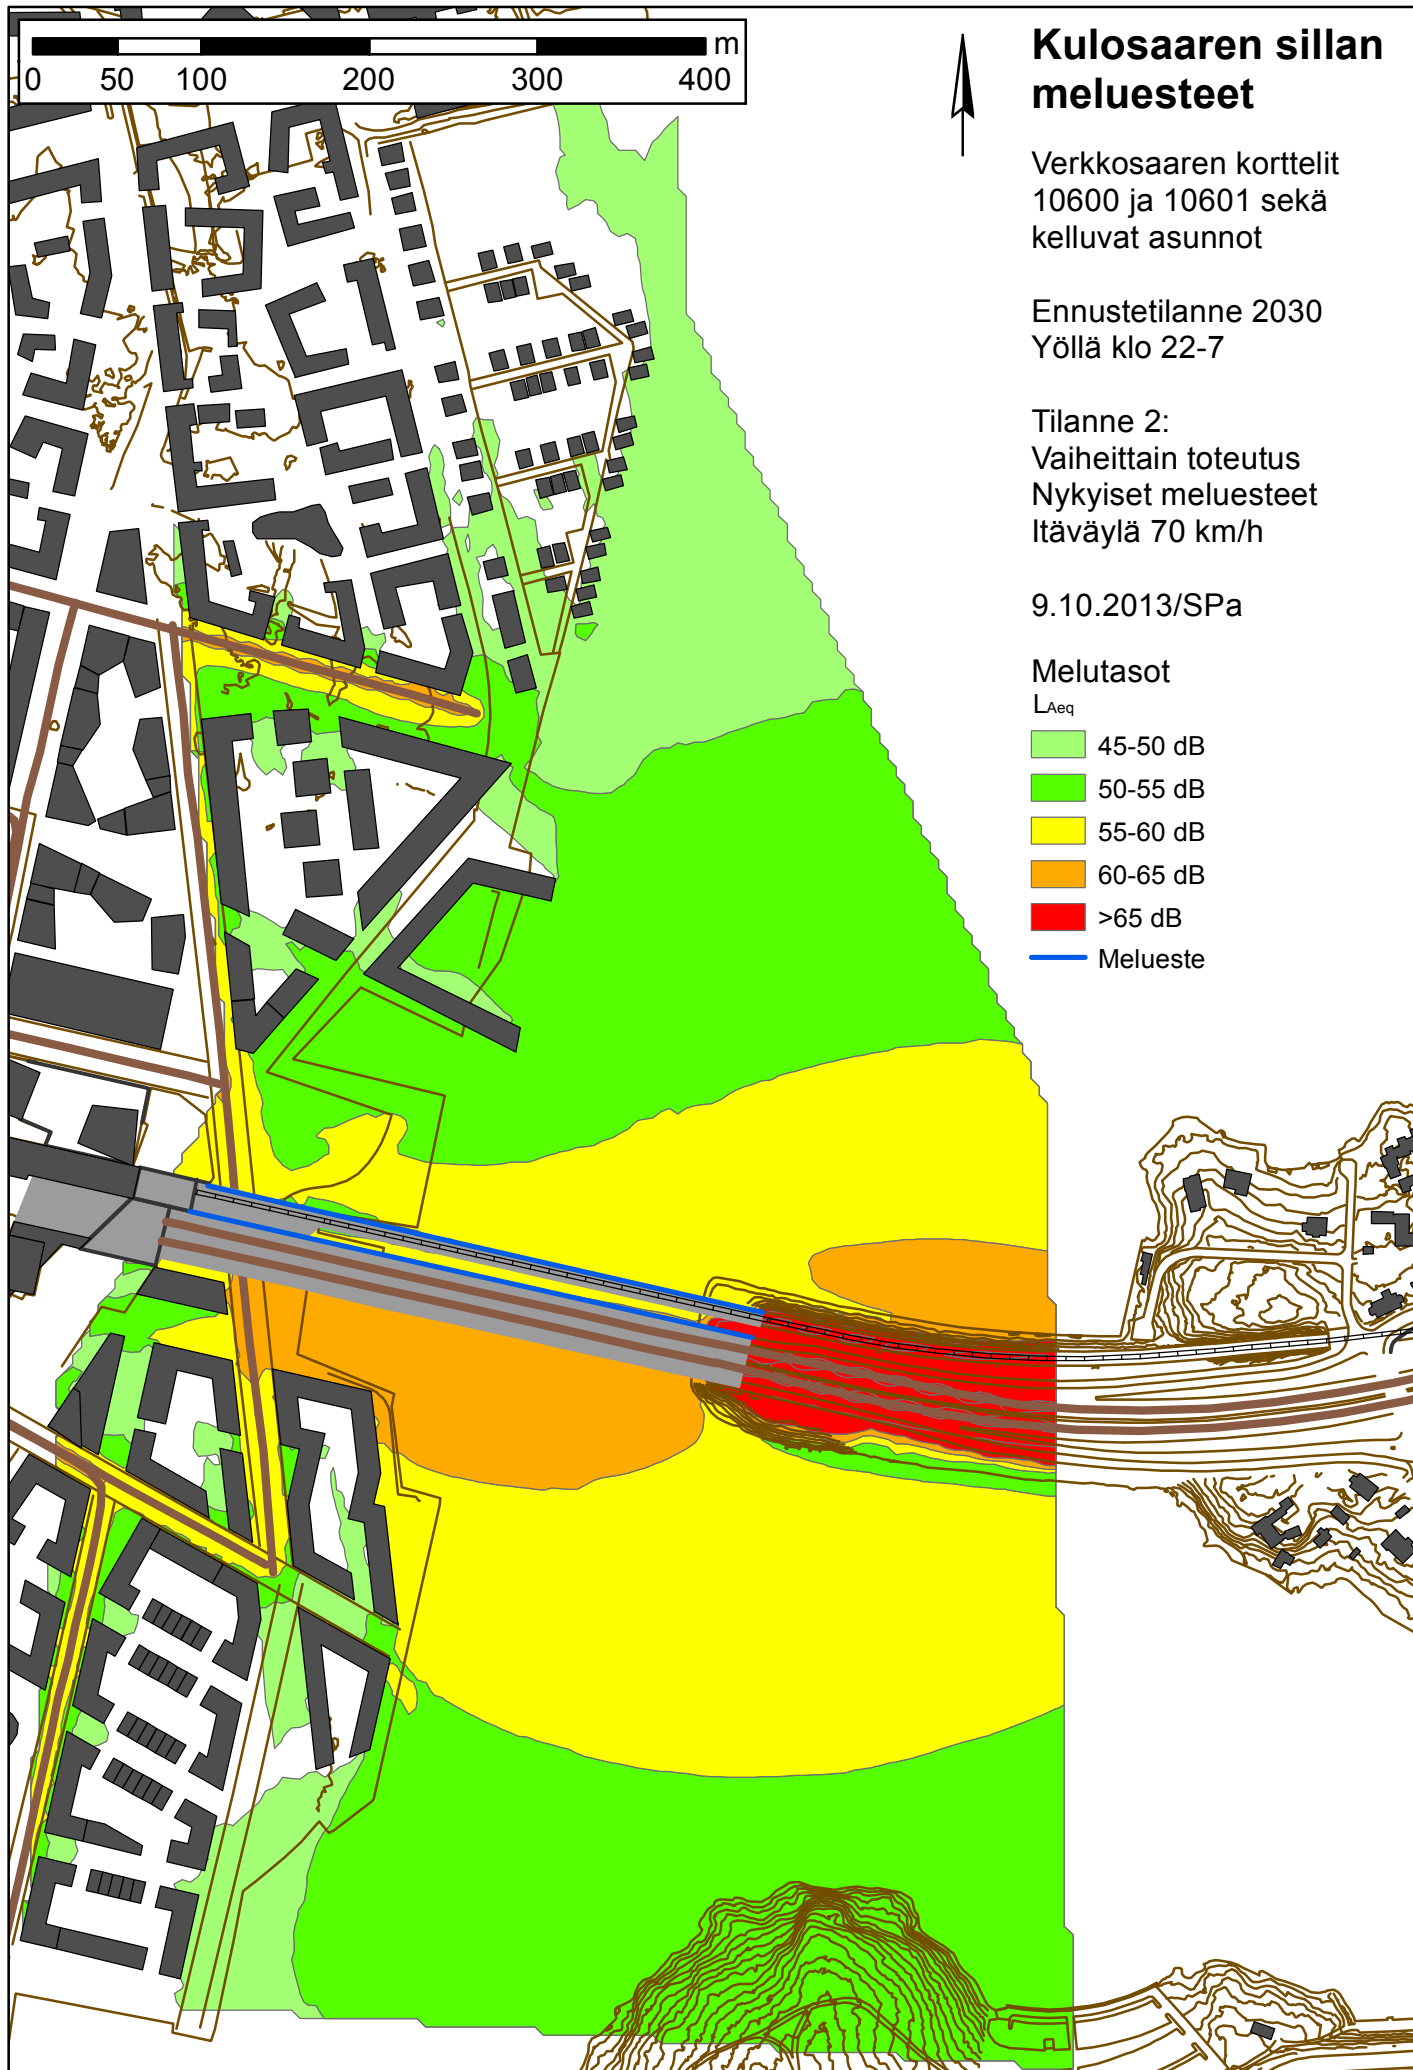 m
0 50 100 200 300 400
Kulosaaren sillan
meluesteet
Verkkosaaren korttelit
10600 ja 10601 sekä
kelluvat asunnot
Ennustetilanne 2030
Yöllä klo 22-7
Tilanne 2:
Vaiheittain toteutus
Nykyiset meluesteet
Itäväylä 70 km/h
9.10.2013/SPa
Melutasot
LAeq
45-50 dB
50-55 dB
55-60 dB
60-65 dB
>65 dB
Melueste